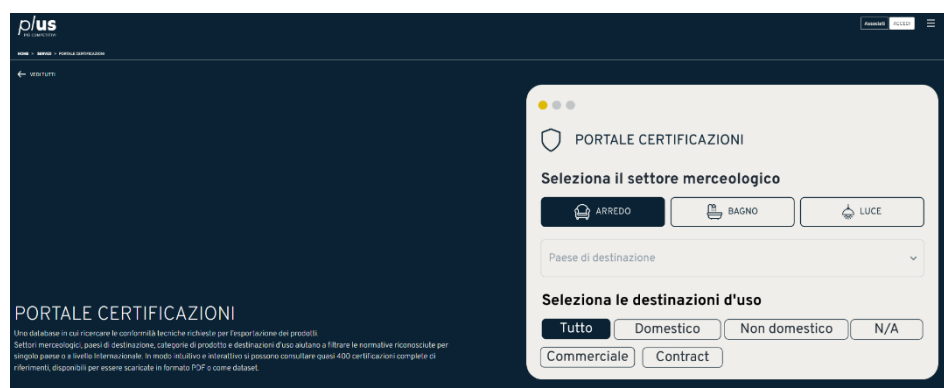 plus
PIÙ COMPETITIVI
Associati
ACCEDI
HOME > SERVIZI > PORTALE CERTIFICAZIONI
VEDI TUTTI
PORTALE CERTIFICAZIONI
Uno database in cui ricercare le conformità tecniche richieste per l'esportazione dei prodotti.
Settori merceologici, paesi di destinazione, categorie di prodotto e destinazioni d'uso aiutano a filtrare le normative riconosciute per
singolo paese o a livello Internazionale. In modo intuitivo e interattivo si possono consultare quasi 400 certificazioni complete di
riferimenti, disponibili per essere scaricate in formato PDF o come dataset.
PORTALE CERTIFICAZIONI
Seleziona il settore merceologico
ARREDO
BAGNO
LUCE
Paese di destinazione
Seleziona le destinazioni d'uso
Tutto
Domestico
Non domestico
N/A
Commerciale
Contract